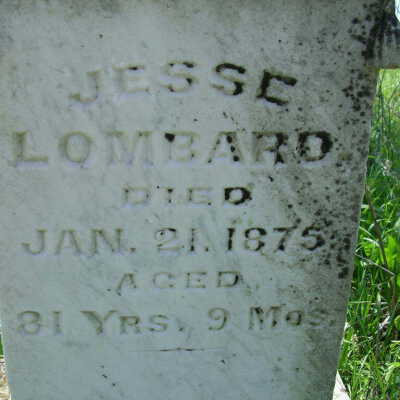 JESSE
LOMBARD.
DIED
JAN. 21. 1875
AGED
81 YRS. 9 Mos.